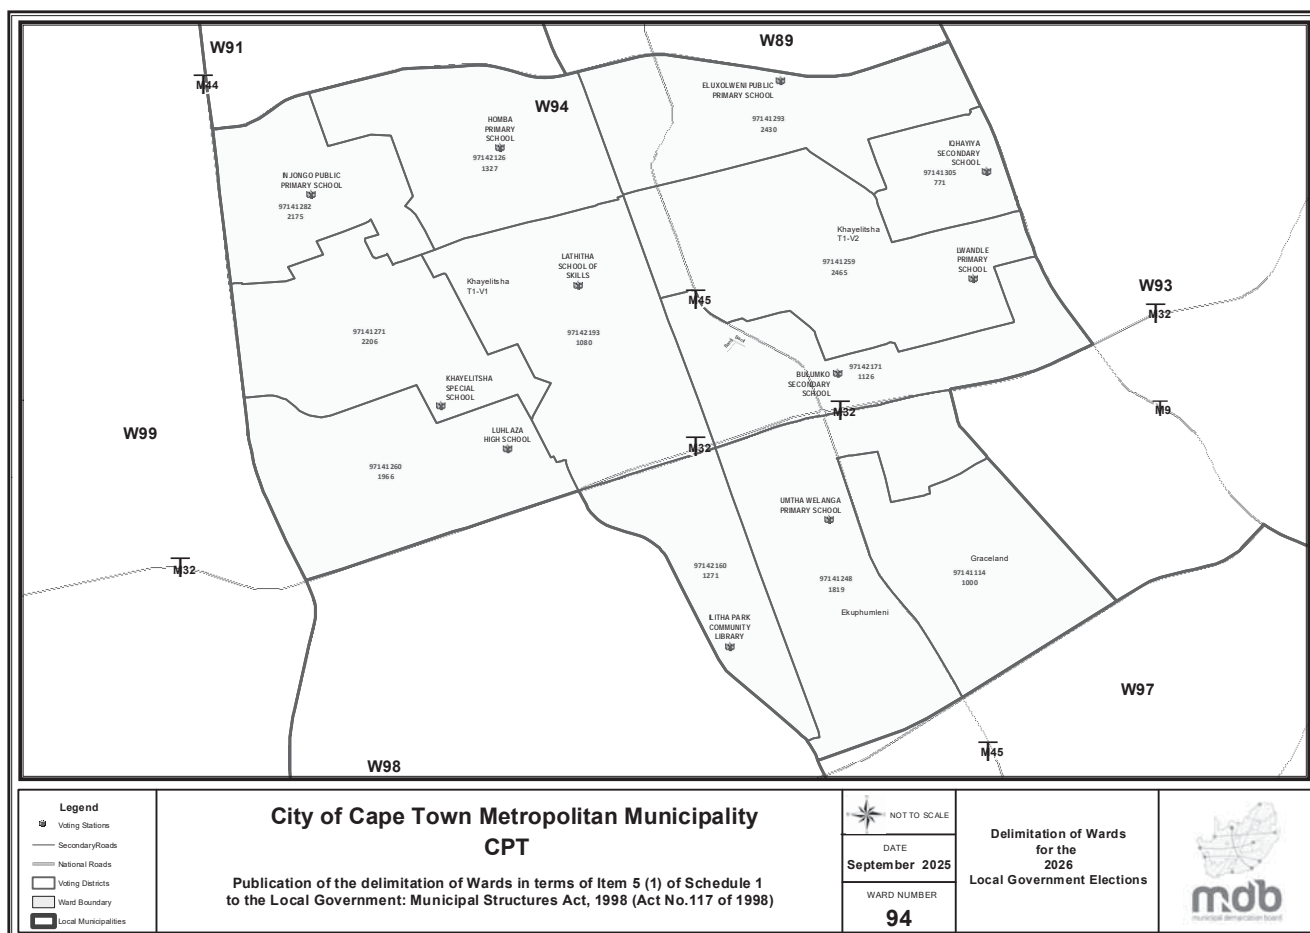 W91
W89
M44
W94
ELUXOLWENI PUBLIC
PRIMARY SCHOOL
97141293
2430
HOMBA
PRIMARY
SCHOOL
97142126
1327
IQHAYIYA
SECONDARY
SCHOOL
97141305
771
INJONGO PUBLIC
PRIMARY SCHOOL
97141282
2175
Khayelitsha
T1-V2
97141259
2465
LWANDLE
PRIMARY
SCHOOL
LATHITHA
SCHOOL OF
SKILLS
Khayelitsha
T1-V1
97142193
1080
M45
W93
M32
97141271
2206
97142171
1126
BULUMKO
SECONDARY
SCHOOL
KHAYELITSHA
SPECIAL
SCHOOL
M32
M9
W99
LUHLAZA
HIGH SCHOOL
M32
97141260
1966
UMTHA WELANGA
PRIMARY SCHOOL
M32
97142160
1271
97141248
1819
Ekuphumleni
Graceland
97141114
1000
ILITHA PARK
COMMUNITY
LIBRARY
W97
M45
W98
Legend
Voting Stations
SecondaryRoads
National Roads
Voting Districts
Ward Boundary
Local Municipalities
City of Cape Town Metropolitan Municipality
CPT
Publication of the delimitation of Wards in terms of Item 5 (1) of Schedule 1
to the Local Government: Municipal Structures Act, 1998 (Act No.117 of 1998)
NOT TO SCALE
DATE
September 2025
WARD NUMBER
94
Delimitation of Wards
for the
2026
Local Government Elections
mdb
municipal demarcation board